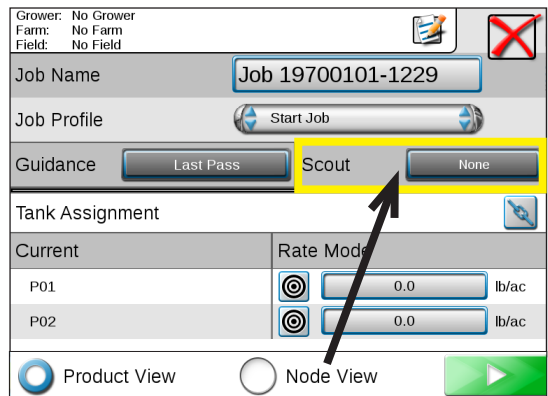 Grower: No Grower
Farm: No Farm
Field: No Field
Job Name Job 19700101-1229
Job Profile Start Job
Guidance Last Pass Scout None
Tank Assignment
Current Rate Mode
P01 0.0 lb/ac
P02 0.0 lb/ac
Product View Node View